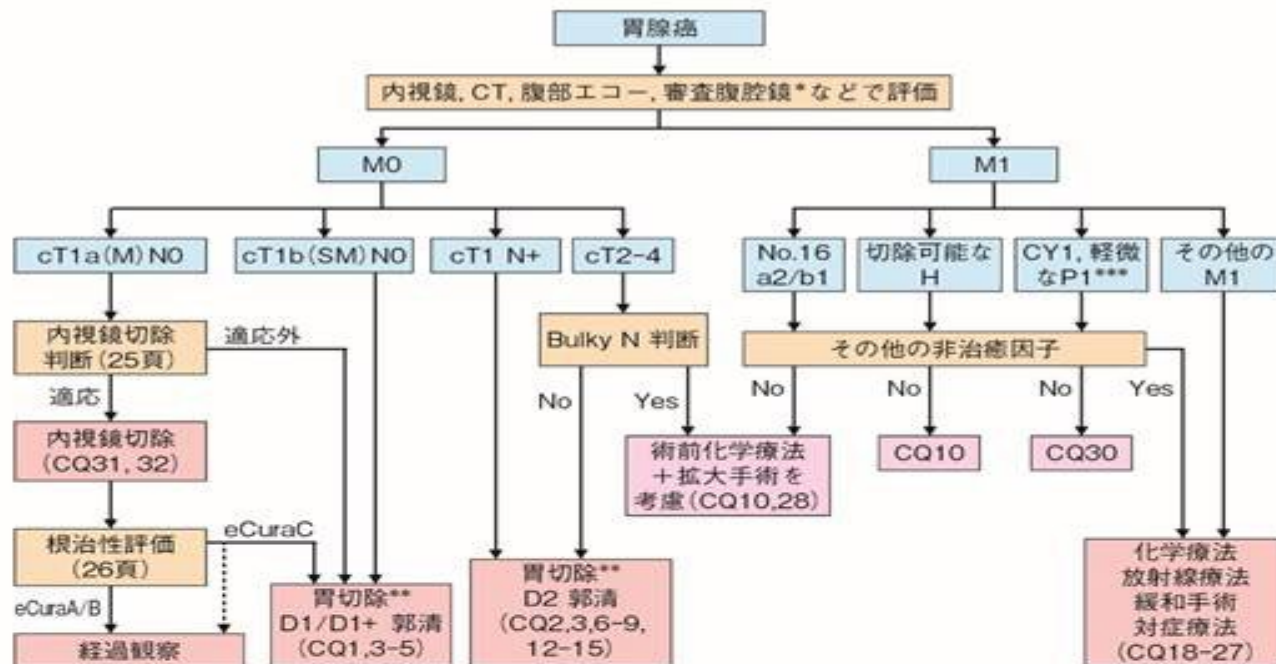 胃腺癌
内視鏡, CT, 腹部エコー, 審査腹腔鏡*などで評価
M0
M1
cT1a(M)N0
cT1b(SM)N0
cT1 N+
cT2-4
No.16
a2/b1
切除可能な
H
CY1, 軽微
なP1***
その他の
M1
内視鏡切除
判断(25頁)
適応外
Bulky N 判断
その他の非治癒因子
適応
No
Yes
No
No
No
Yes
内視鏡切除
(CQ31, 32)
術前化学療法
+拡大手術を
考慮(CQ10,28)
CQ10
CQ30
根治性評価
(26頁)
eCuraC
eCuraA/B
経過観察
胃切除**
D1/D1+ 郭清
(CQ1,3-5)
胃切除**
D2 郭清
(CQ2,3,6-9,
12-15)
化学療法
放射線療法
緩和手術
対症療法
(CQ18-27)